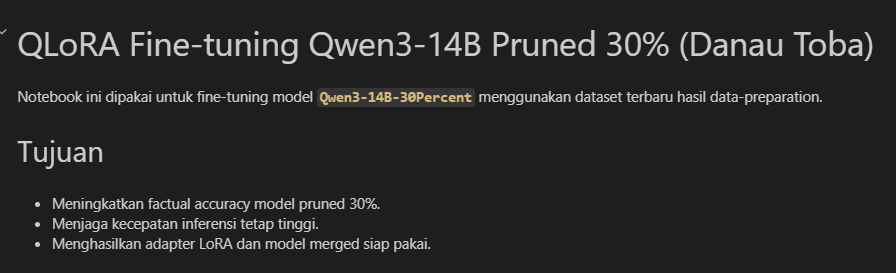 QLoRA Fine-tuning Qwen3-14B Pruned 30% (Danau Toba)
Notebook ini dipakai untuk fine-tuning model Qwen3-14B-30Percent menggunakan dataset terbaru hasil data-preparation.
Tujuan
• Meningkatkan factual accuracy model pruned 30%.
• Menjaga kecepatan inferensi tetap tinggi.
• Menghasilkan adapter LoRA dan model merged siap pakai.